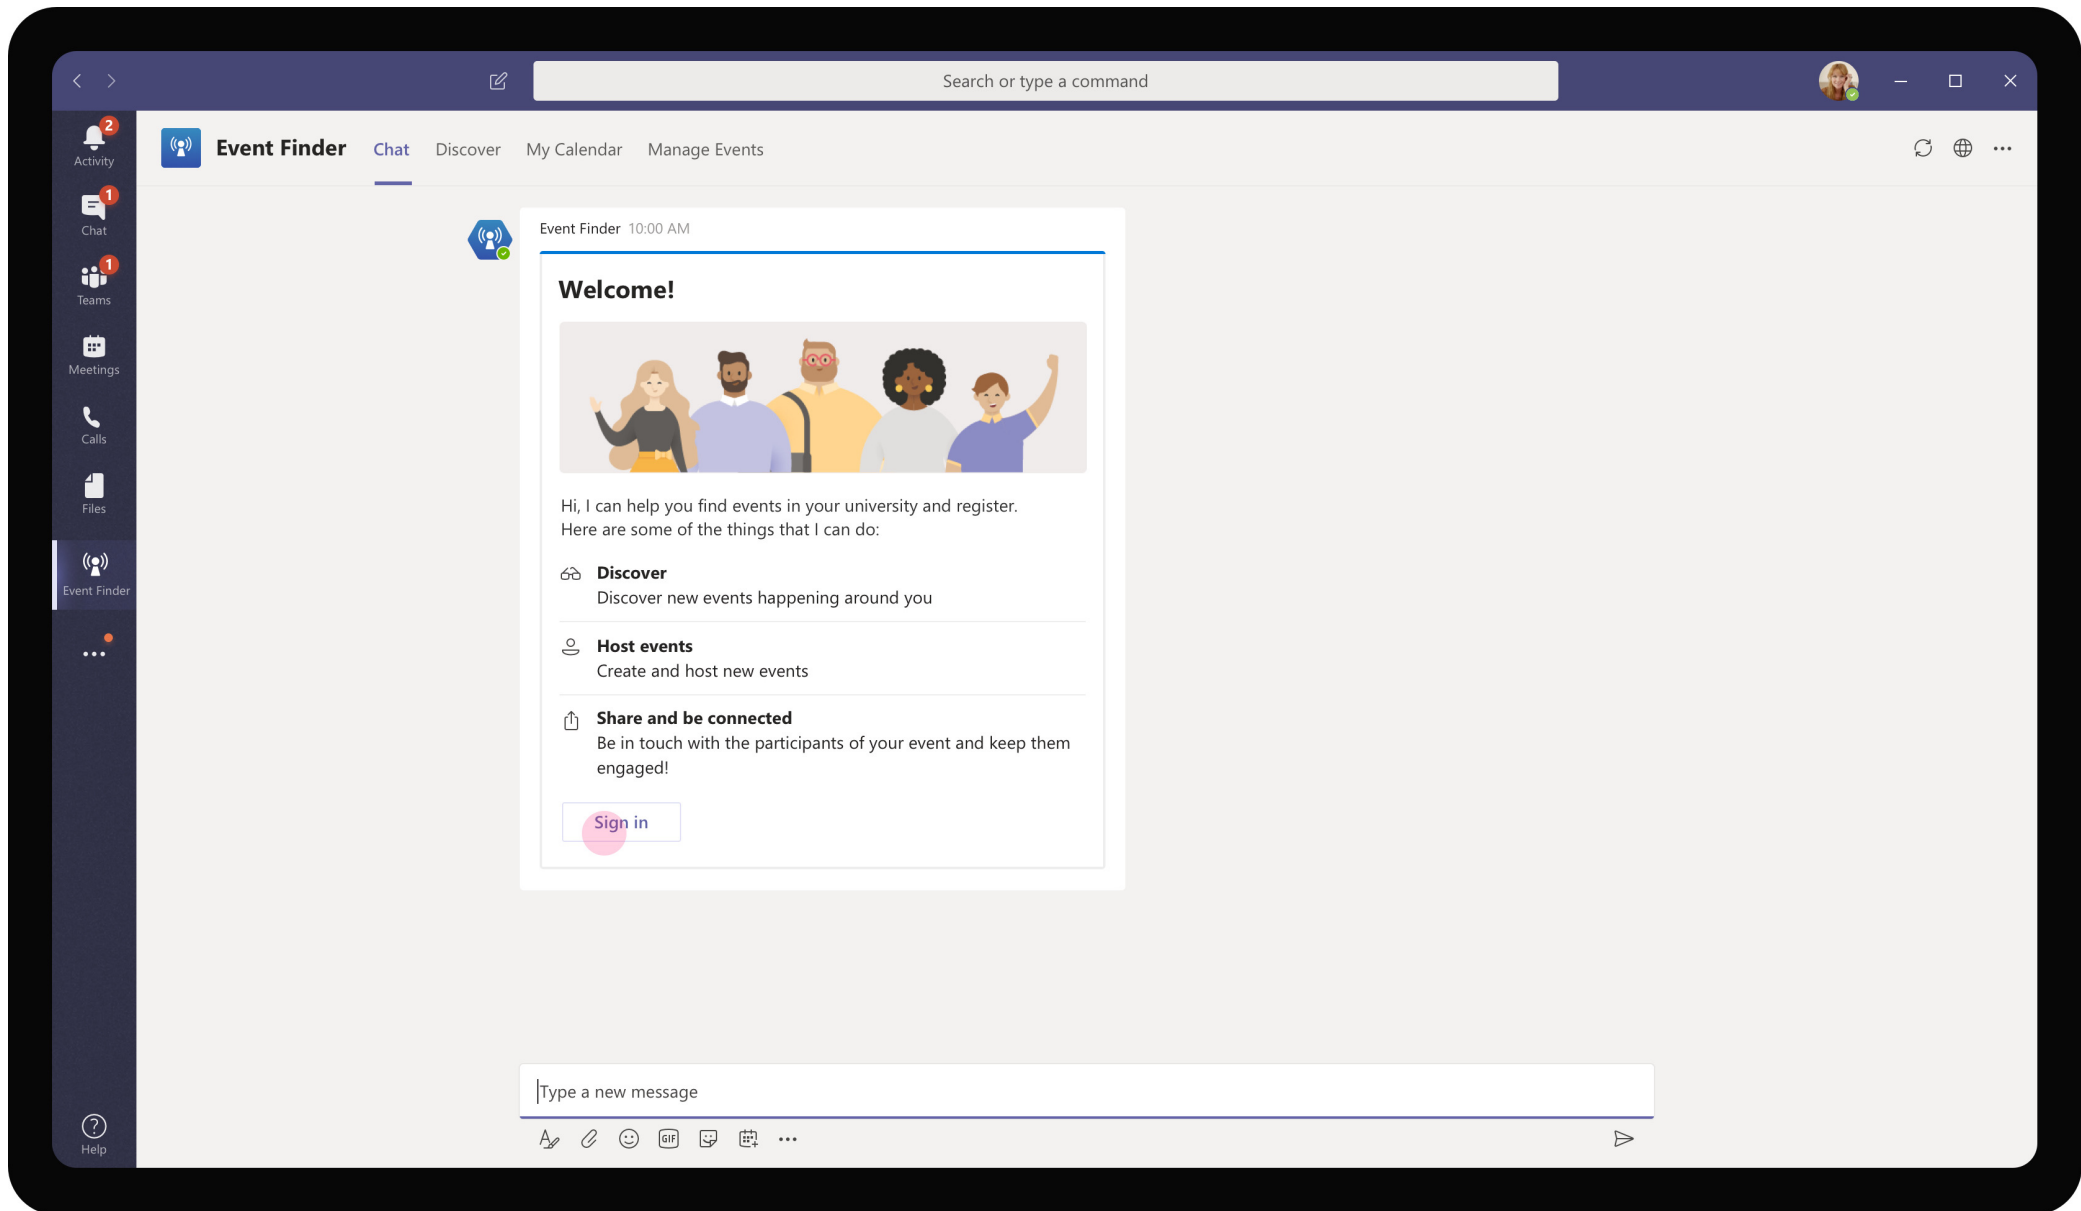 Search or type a command
2
Activity
1
Chat
1
Teams
Meetings
Calls
Files
Event Finder
Help
Event Finder Chat Discover My Calendar Manage Events
Event Finder 10:00 AM
Welcome!
Hi, I can help you find events in your university and register.
Here are some of the things that I can do:
Discover
Discover new events happening around you
Host events
Create and host new events
Share and be connected
Be in touch with the participants of your event and keep them
engaged!
Sign in
Type a new message
GIF